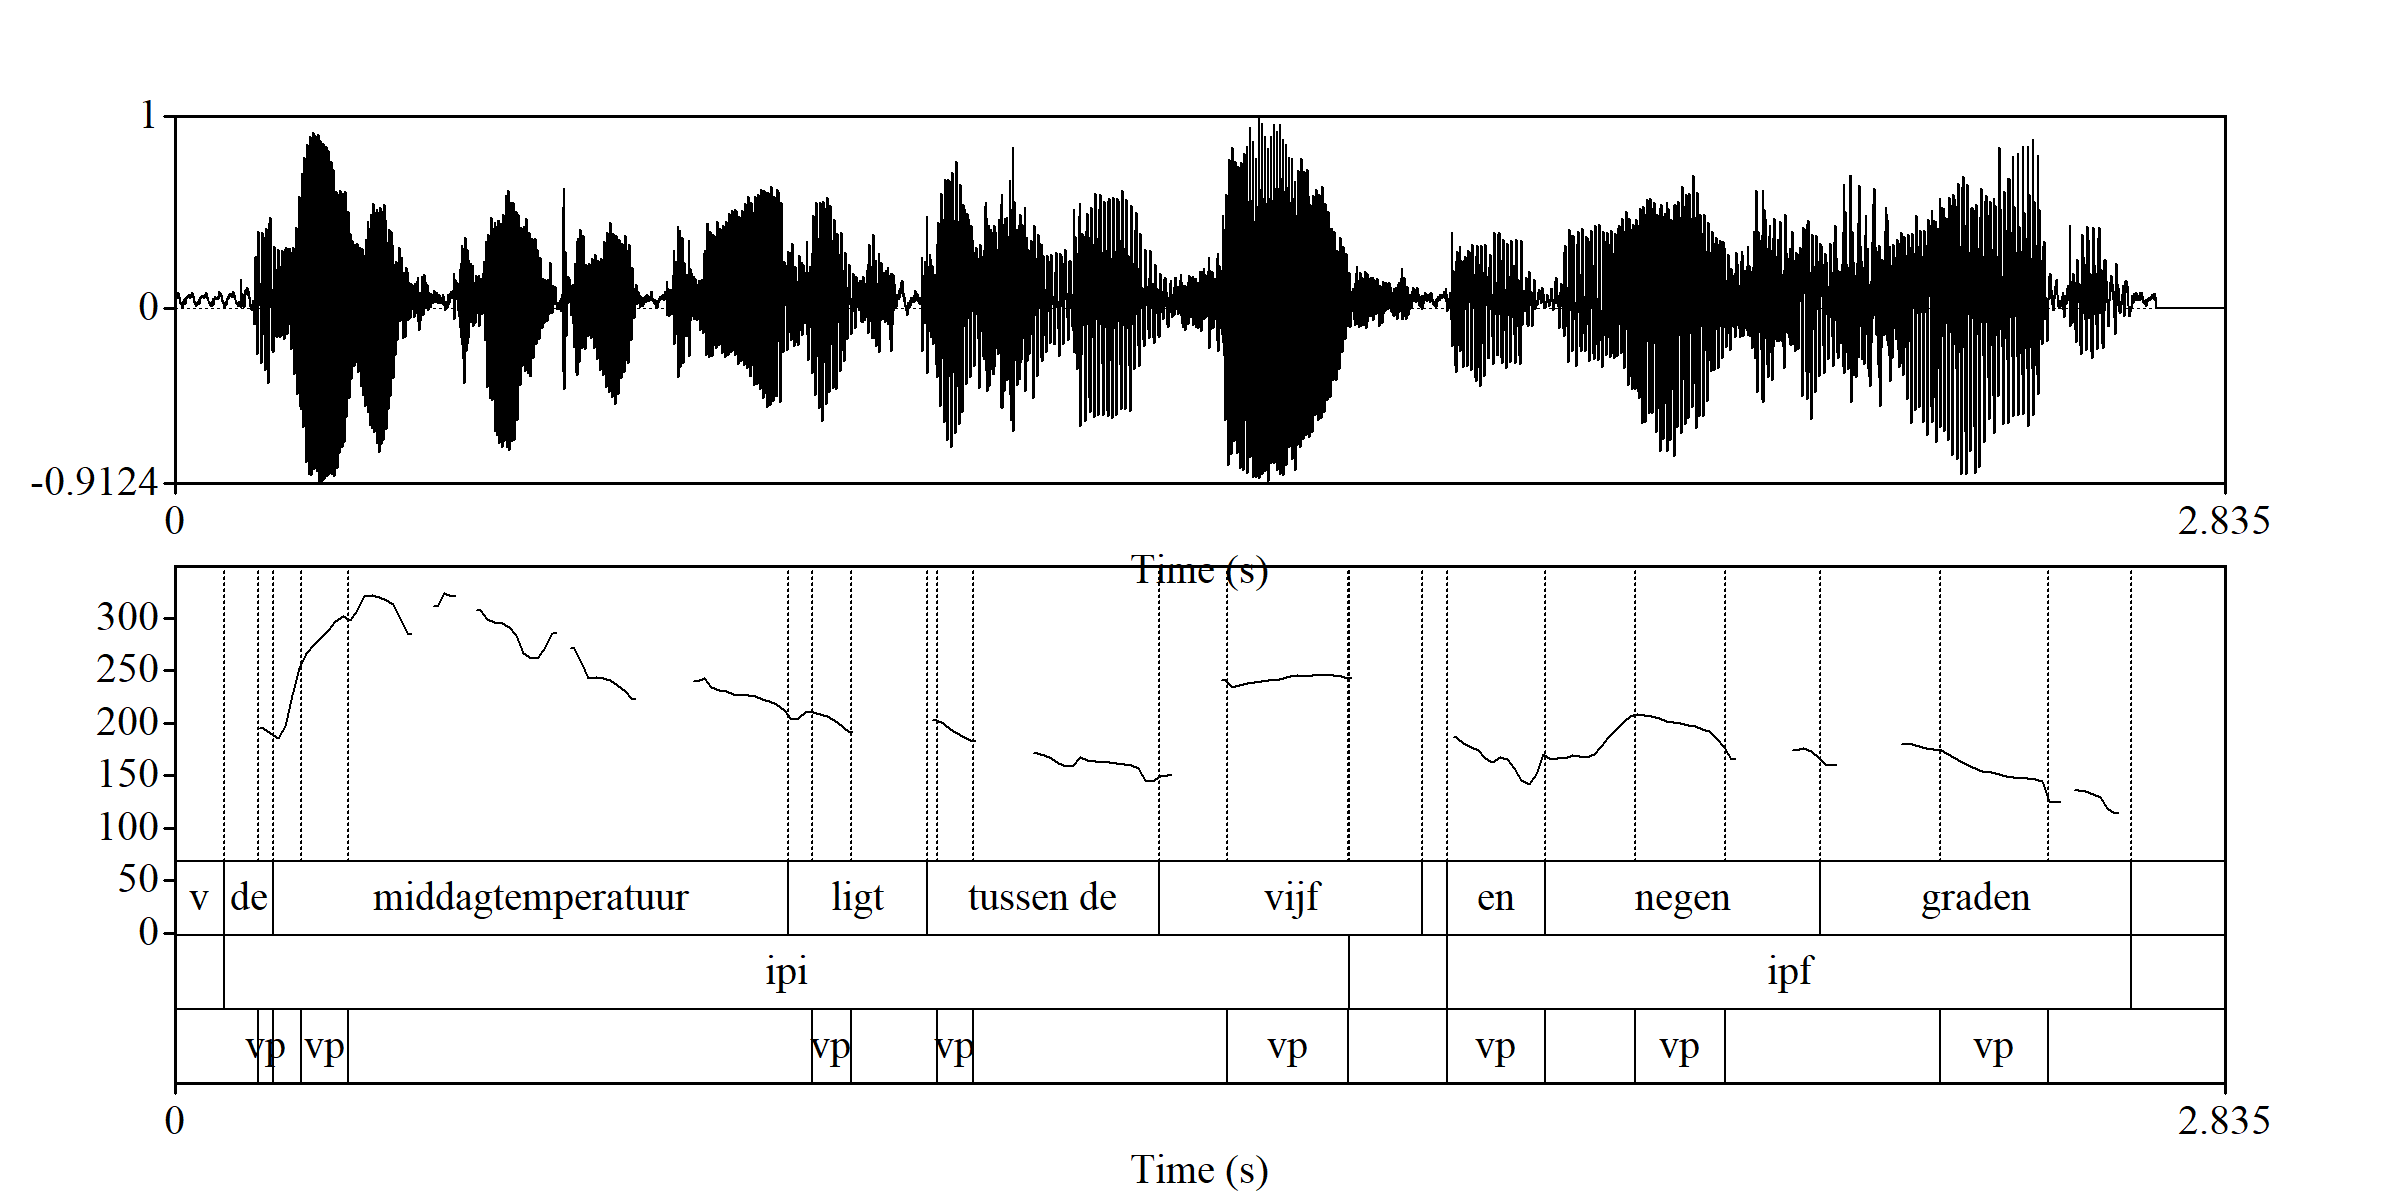 1
0
-0.9124
0 2.835
Time (s)
300
250
200
150
100
50
0
v de middagtemperatuur ligt tussen de vijf en negen graden
ipi ipf
vp vp vp vp vp vp vp vp
0 2.835
Time (s)